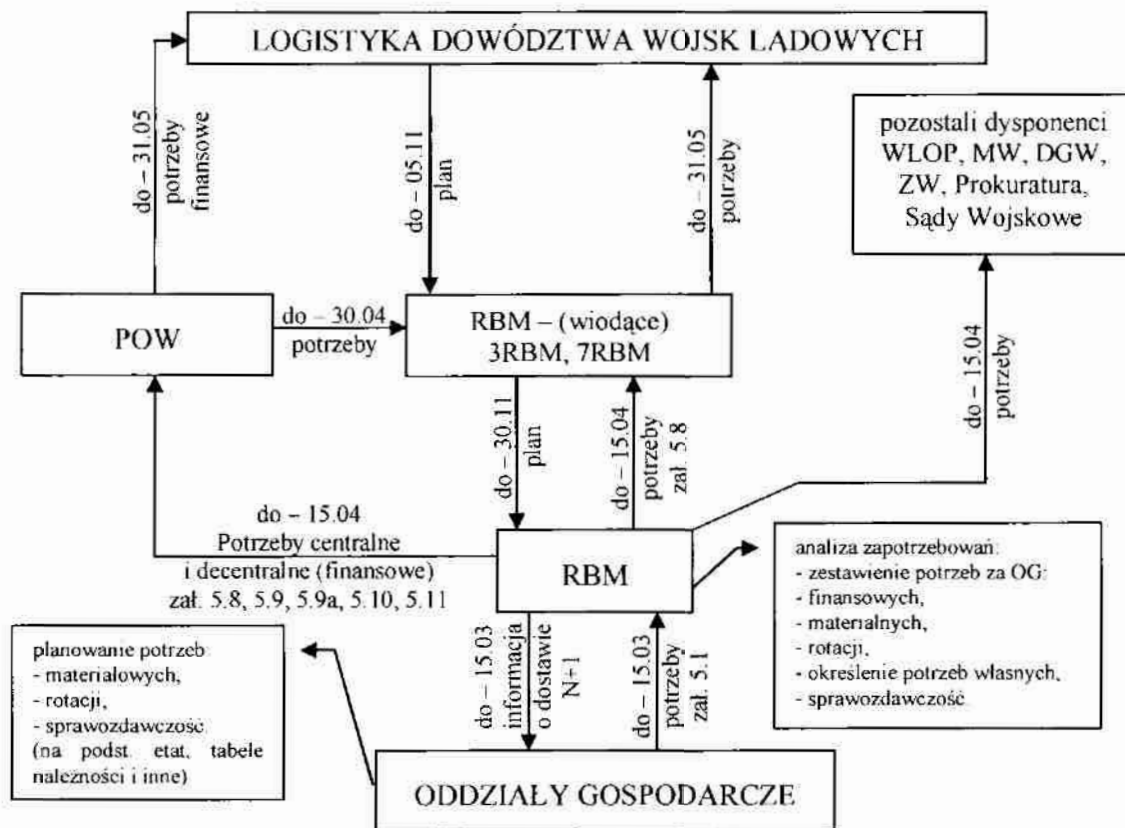 LOGISTYKA DOWÓDZTWA WOJSK LĄDOWYCH
do – 31.05
potrzeby
finansowe
do – 05.11
plan
do – 31.05
potrzeby
pozostali dysponenci
WLOP, MW, DGW,
ZW, Prokuratura,
Sądy Wojskowe
POW
do – 30.04
potrzeby
RBM – (wiodące)
3RBM, 7RBM
do – 15.04
potrzeby
do – 30.11
plan
do – 15.04
potrzeby
zał. 5.8
do – 15.04
Potrzeby centralne
i decentralne (finansowe)
zał. 5.8, 5.9, 5.9a, 5.10, 5.11
RBM
analiza zapotrzebowań:
- zestawienie potrzeb za OG:
- finansowych,
- materialnych,
- rotacji,
- określenie potrzeb własnych,
- sprawozdawczość
planowanie potrzeb
- materiałowych,
- rotacji,
- sprawozdawczość
(na podst. etat, tabele
należności i inne)
do – 15.03
informacja
o dostawie
N+1
do – 15.03
potrzeby
zał. 5.1
ODDZIAŁY GOSPODARCZE